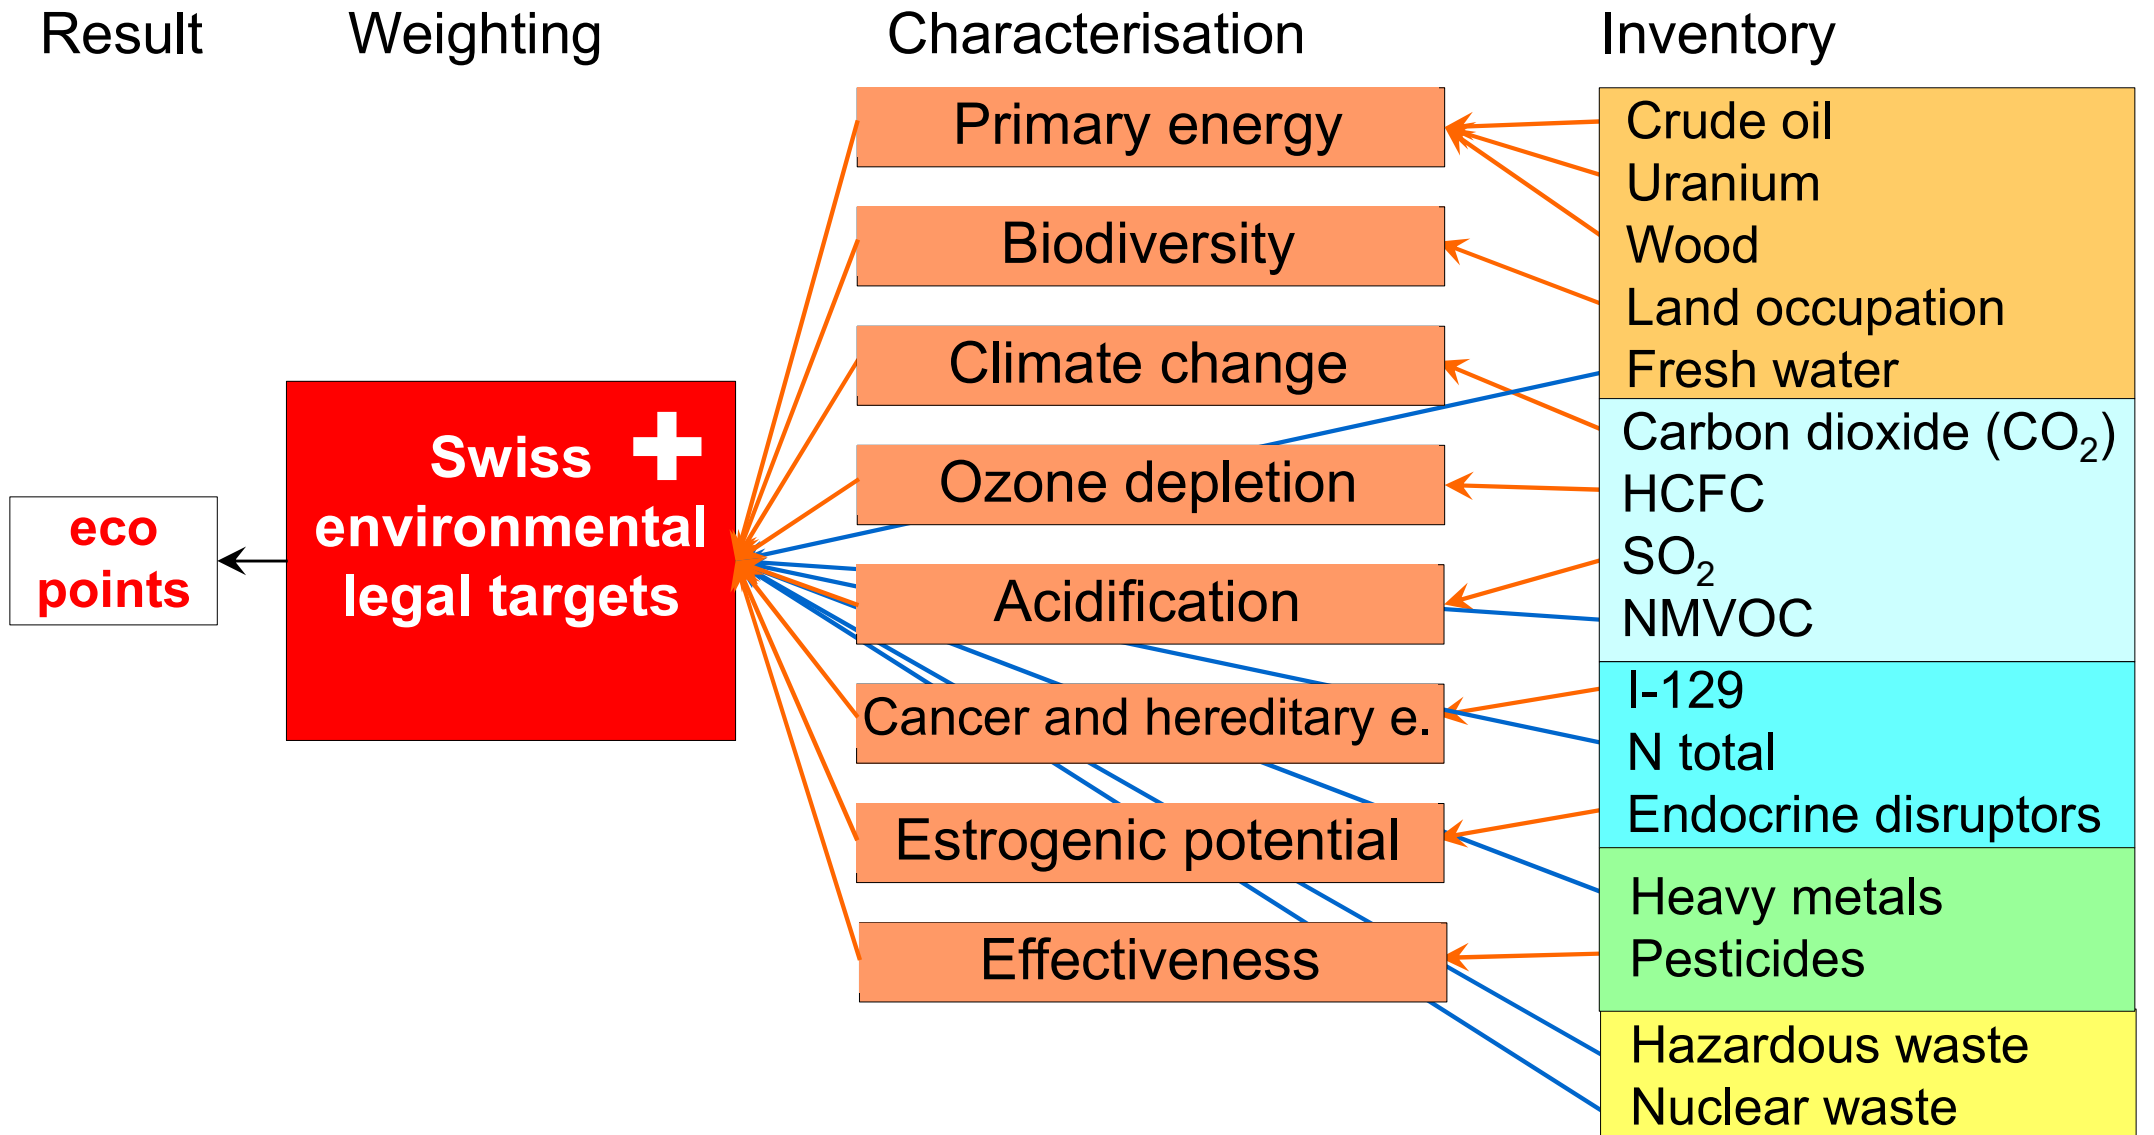 Result
Weighting
Characterisation
Inventory
eco
points
Swiss
environmental
legal targets
Primary energy
Biodiversity
Climate change
Ozone depletion
Acidification
Cancer and hereditary e.
Estrogenic potential
Effectiveness
Crude oil
Uranium
Wood
Land occupation
Fresh water
Carbon dioxide (CO₂)
HCFC
SO₂
NMVOC
I-129
N total
Endocrine disruptors
Heavy metals
Pesticides
Hazardous waste
Nuclear waste